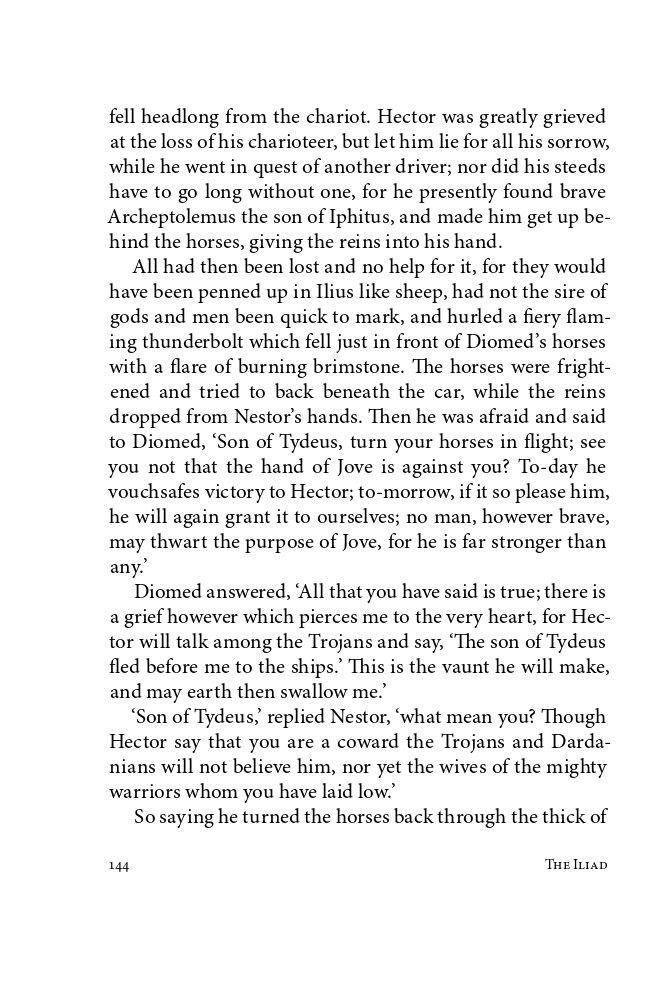 fell headlong from the chariot. Hector was greatly grieved
at the loss of his charioteer, but let him lie for all his sorrow,
while he went in quest of another driver; nor did his steeds
have to go long without one, for he presently found brave
Archeptolemus the son of Iphitus, and made him get up be-
hind the horses, giving the reins into his hand.
All had then been lost and no help for it, for they would
have been penned up in Ilius like sheep, had not the sire of
gods and men been quick to mark, and hurled a fiery flam-
ing thunderbolt which fell just in front of Diomed’s horses
with a flare of burning brimstone. The horses were fright-
ened and tried to back beneath the car, while the reins
dropped from Nestor’s hands. Then he was afraid and said
to Diomed, ‘Son of Tydeus, turn your horses in flight; see
you not that the hand of Jove is against you? To-day he
vouchsafes victory to Hector; to-morrow, if it so please him,
he will again grant it to ourselves; no man, however brave,
may thwart the purpose of Jove, for he is far stronger than
any.’
Diomed answered, ‘All that you have said is true; there is
a grief however which pierces me to the very heart, for Hec-
tor will talk among the Trojans and say, ‘The son of Tydeus
fled before me to the ships.’ This is the vaunt he will make,
and may earth then swallow me.’
‘Son of Tydeus,’ replied Nestor, ‘what mean you? Though
Hector say that you are a coward the Trojans and Darda-
nians will not believe him, nor yet the wives of the mighty
warriors whom you have laid low.’
So saying he turned the horses back through the thick of
144 The Iliad